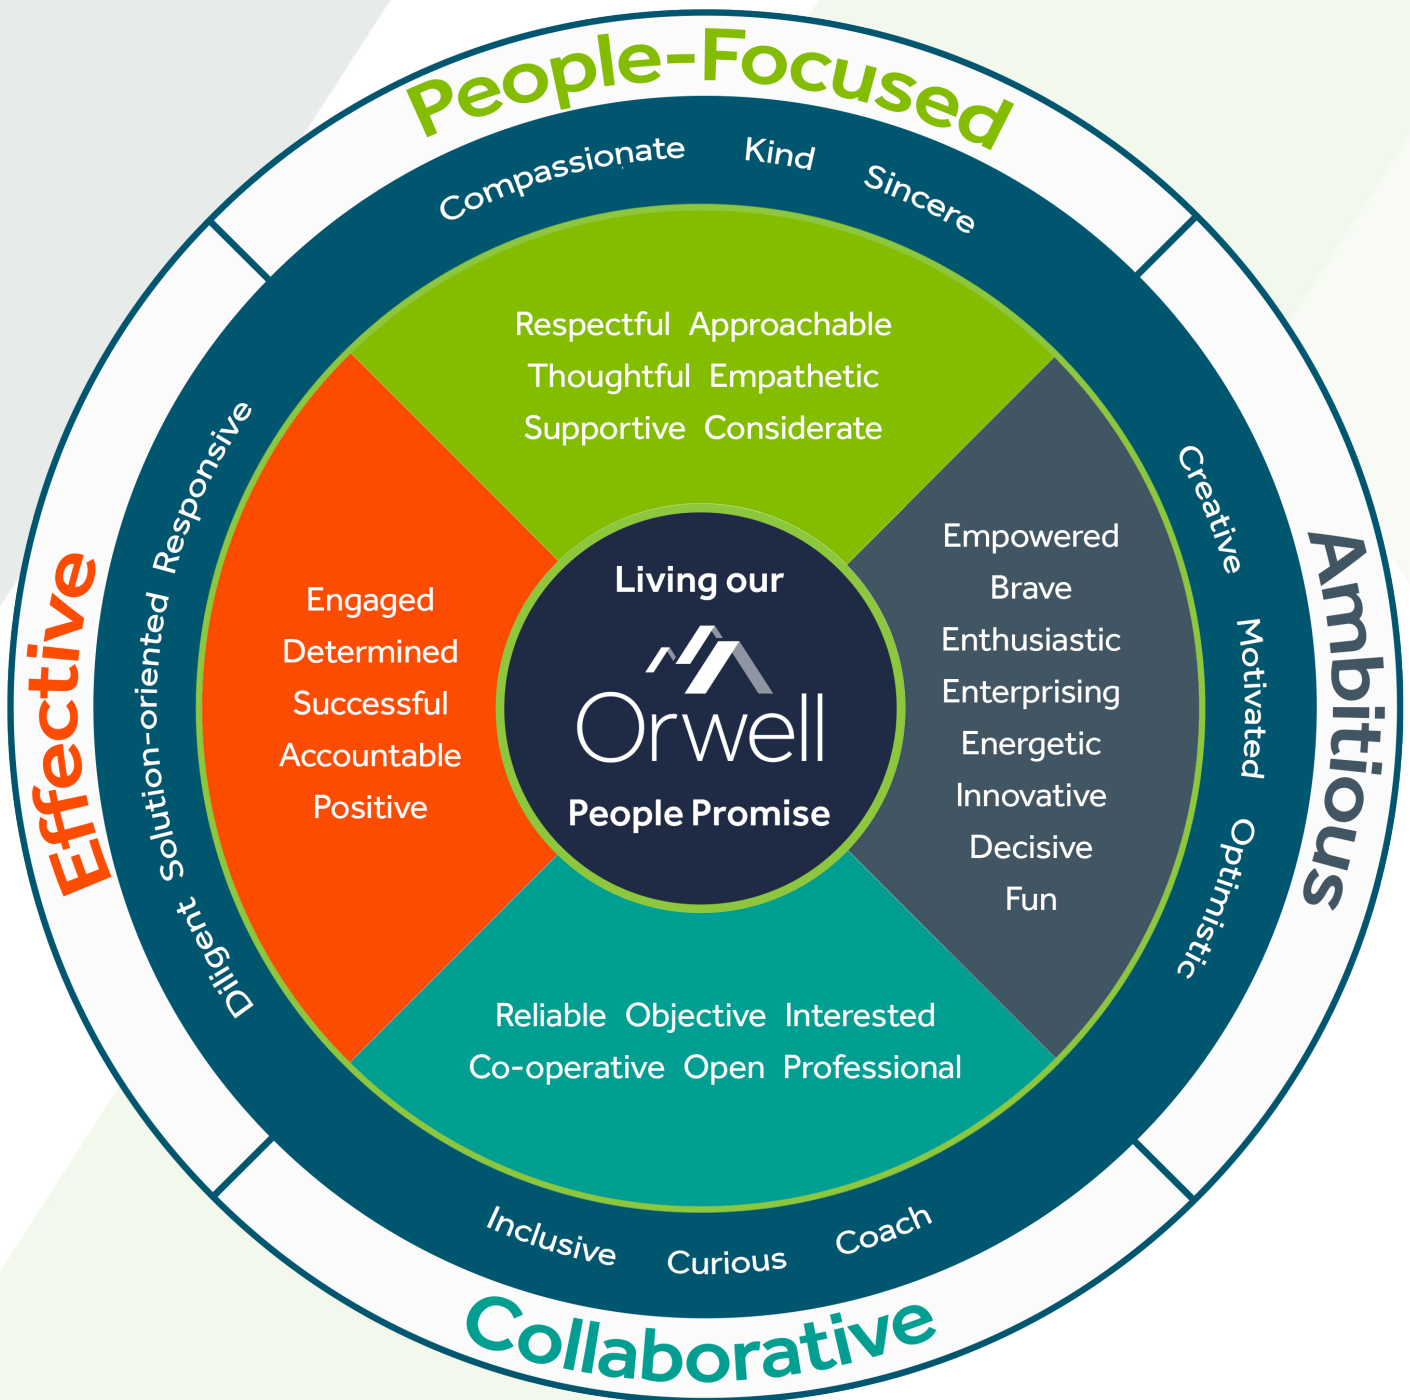 People-Focused
Compassionate Kind Sincere
Respectful Approachable
Thoughtful Empathetic
Supportive Considerate
Ambitious
Creative Motivated Optimistic
Empowered
Brave
Enthusiastic
Enterprising
Energetic
Innovative
Decisive
Fun
Living our
Orwell
People Promise
Effective
Diligent Solution-oriented Responsive
Engaged
Determined
Successful
Accountable
Positive
Reliable Objective Interested
Co-operative Open Professional
Inclusive Curious Coach
Collaborative